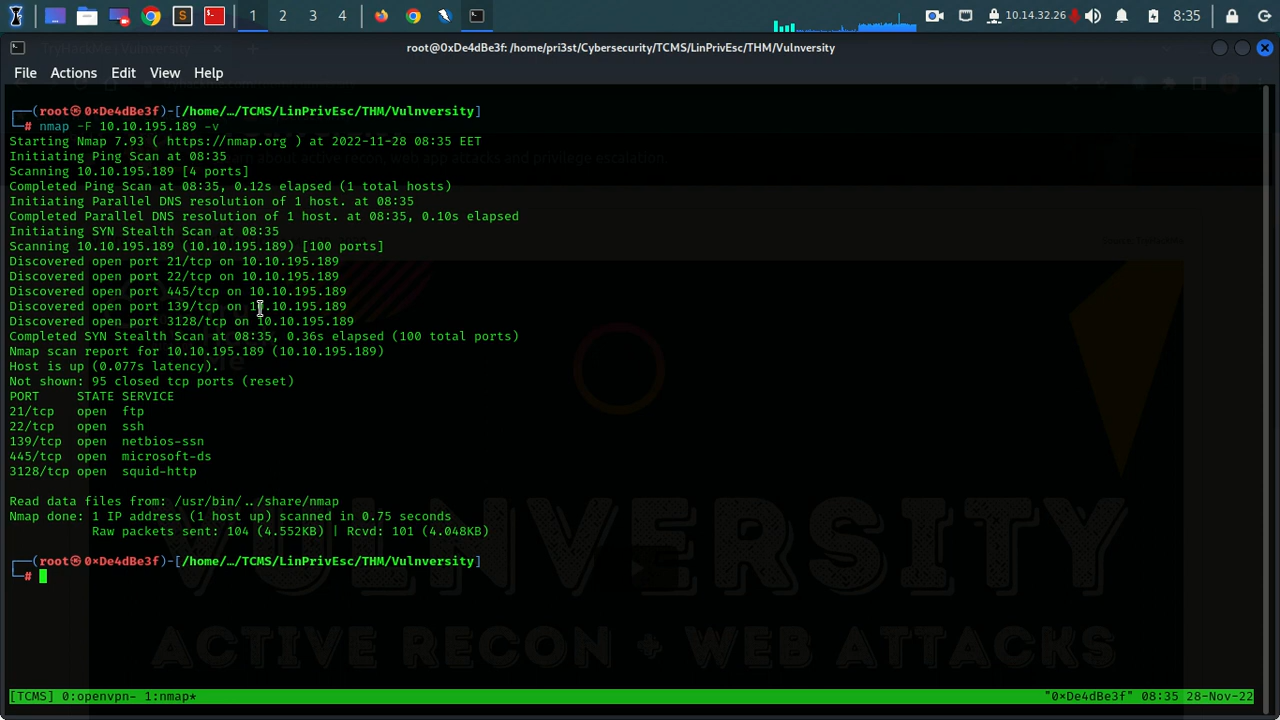 1 2 3 4 10.14.32.26 8:35
root@0xDe4dBe3f: /home/pri3st/Cybersecurity/TCMS/LinPrivEsc/THM/Vulnversity
File Actions Edit View Help
┌──(root㉿0×De4dBe3f)-[/home/…/TCMS/LinPrivEsc/THM/Vulnversity]
└─# nmap -F 10.10.195.189 -v
Starting Nmap 7.93 ( https://nmap.org ) at 2022-11-28 08:35 EET
Initiating Ping Scan at 08:35
Scanning 10.10.195.189 [4 ports]
Completed Ping Scan at 08:35, 0.12s elapsed (1 total hosts)
Initiating Parallel DNS resolution of 1 host. at 08:35
Completed Parallel DNS resolution of 1 host. at 08:35, 0.10s elapsed
Initiating SYN Stealth Scan at 08:35
Scanning 10.10.195.189 (10.10.195.189) [100 ports]
Discovered open port 21/tcp on 10.10.195.189
Discovered open port 22/tcp on 10.10.195.189
Discovered open port 445/tcp on 10.10.195.189
Discovered open port 139/tcp on 10.10.195.189
Discovered open port 3128/tcp on 10.10.195.189
Completed SYN Stealth Scan at 08:35, 0.36s elapsed (100 total ports)
Nmap scan report for 10.10.195.189 (10.10.195.189)
Host is up (0.077s latency).
Not shown: 95 closed tcp ports (reset)
PORT STATE SERVICE
21/tcp open ftp
22/tcp open ssh
139/tcp open netbios-ssn
445/tcp open microsoft-ds
3128/tcp open squid-http
Read data files from: /usr/bin/../share/nmap
Nmap done: 1 IP address (1 host up) scanned in 0.75 seconds
Raw packets sent: 104 (4.552KB) | Rcvd: 101 (4.048KB)
┌──(root㉿0×De4dBe3f)-[/home/…/TCMS/LinPrivEsc/THM/Vulnversity]
└─#
VULNVERSITY
ACTIVE RECON + WEB ATTACKS
[TCMS] 0:openvpn- 1:nmap* "0×De4dBe3f" 08:35 28-Nov-22